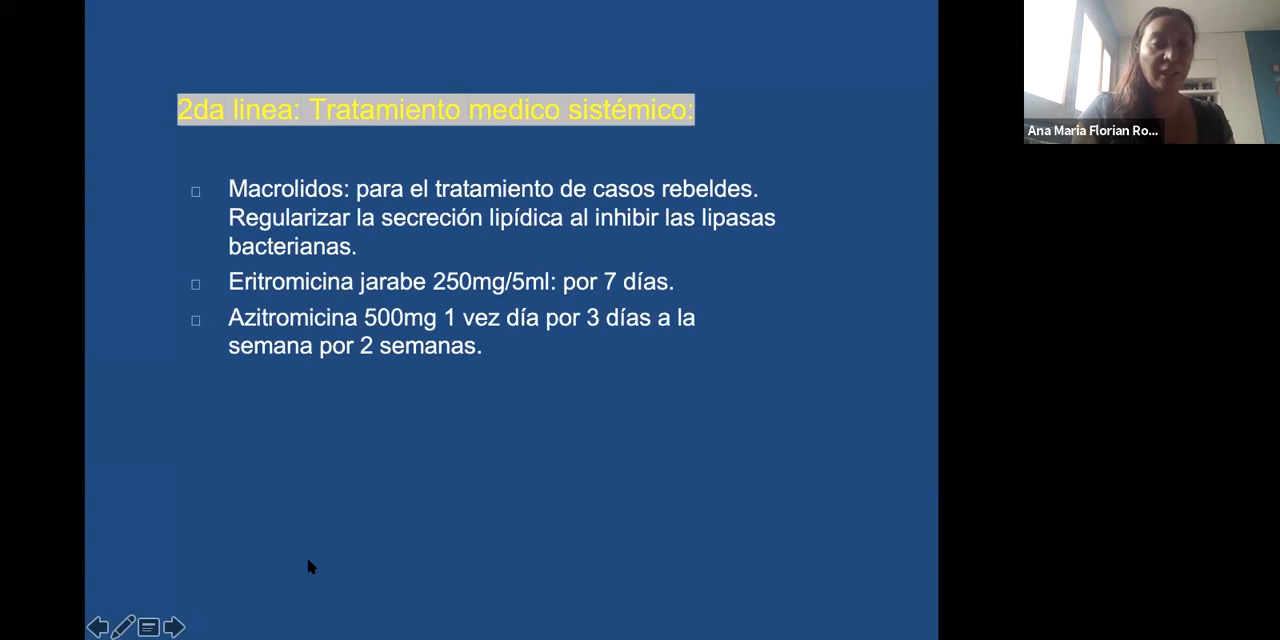 2da linea: Tratamiento medico sistémico:
Macrolidos: para el tratamiento de casos rebeldes.
Regularizar la secreción lipídica al inhibir las lipasas
bacterianas.
Eritromicina jarabe 250mg/5ml: por 7 días.
Azitromicina 500mg 1 vez día por 3 días a la
semana por 2 semanas.
Ana María Florian Ro...